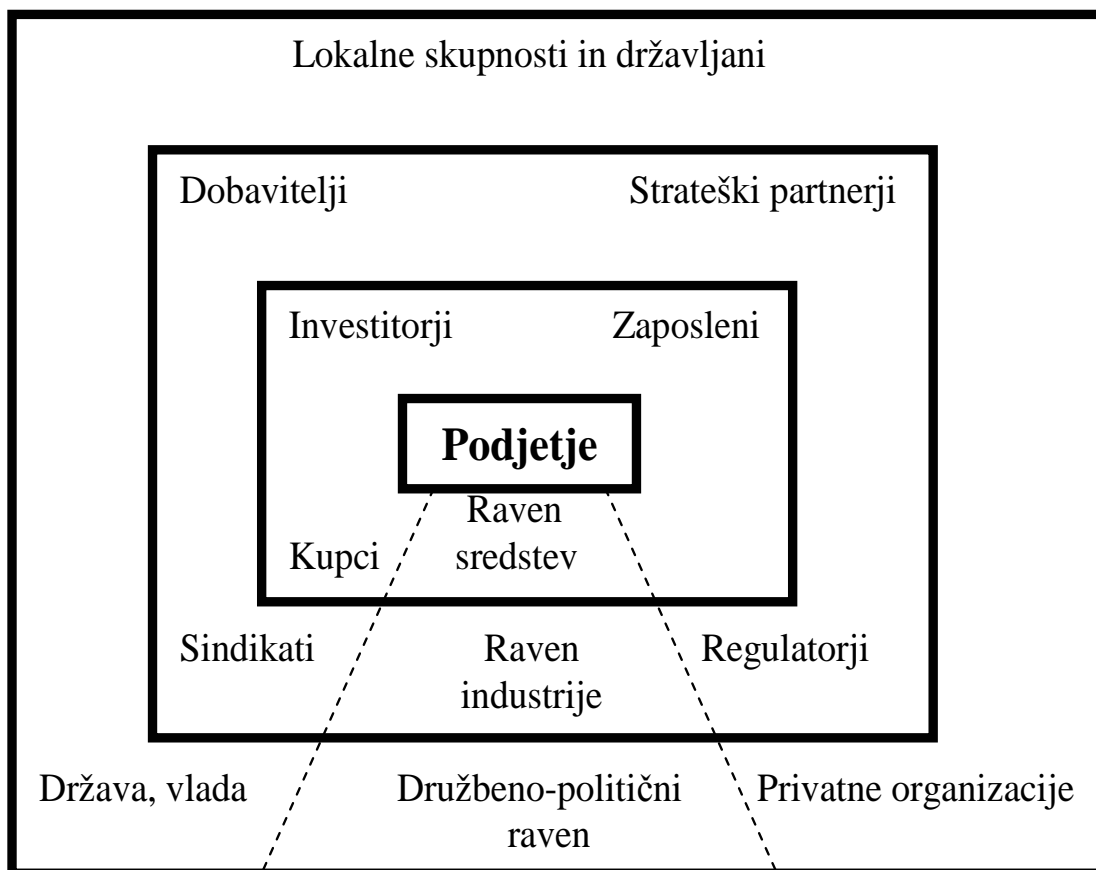 Lokalne skupnosti in državljani
Dobavitelji
Strateški partnerji
Investitorji
Zaposleni
Podjetje
Raven
sredstev
Kupci
Sindikati
Raven
industrije
Regulatorji
Država, vlada
Družbeno-politični
raven
Privatne organizacije